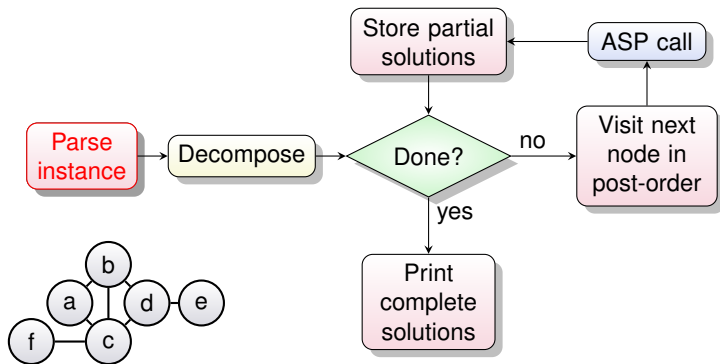 Store partial
solutions
ASP call
Parse
instance
Decompose
Done?
no
Visit next
node in
post-order
yes
Print
complete
solutions
b
a
d
e
f
c